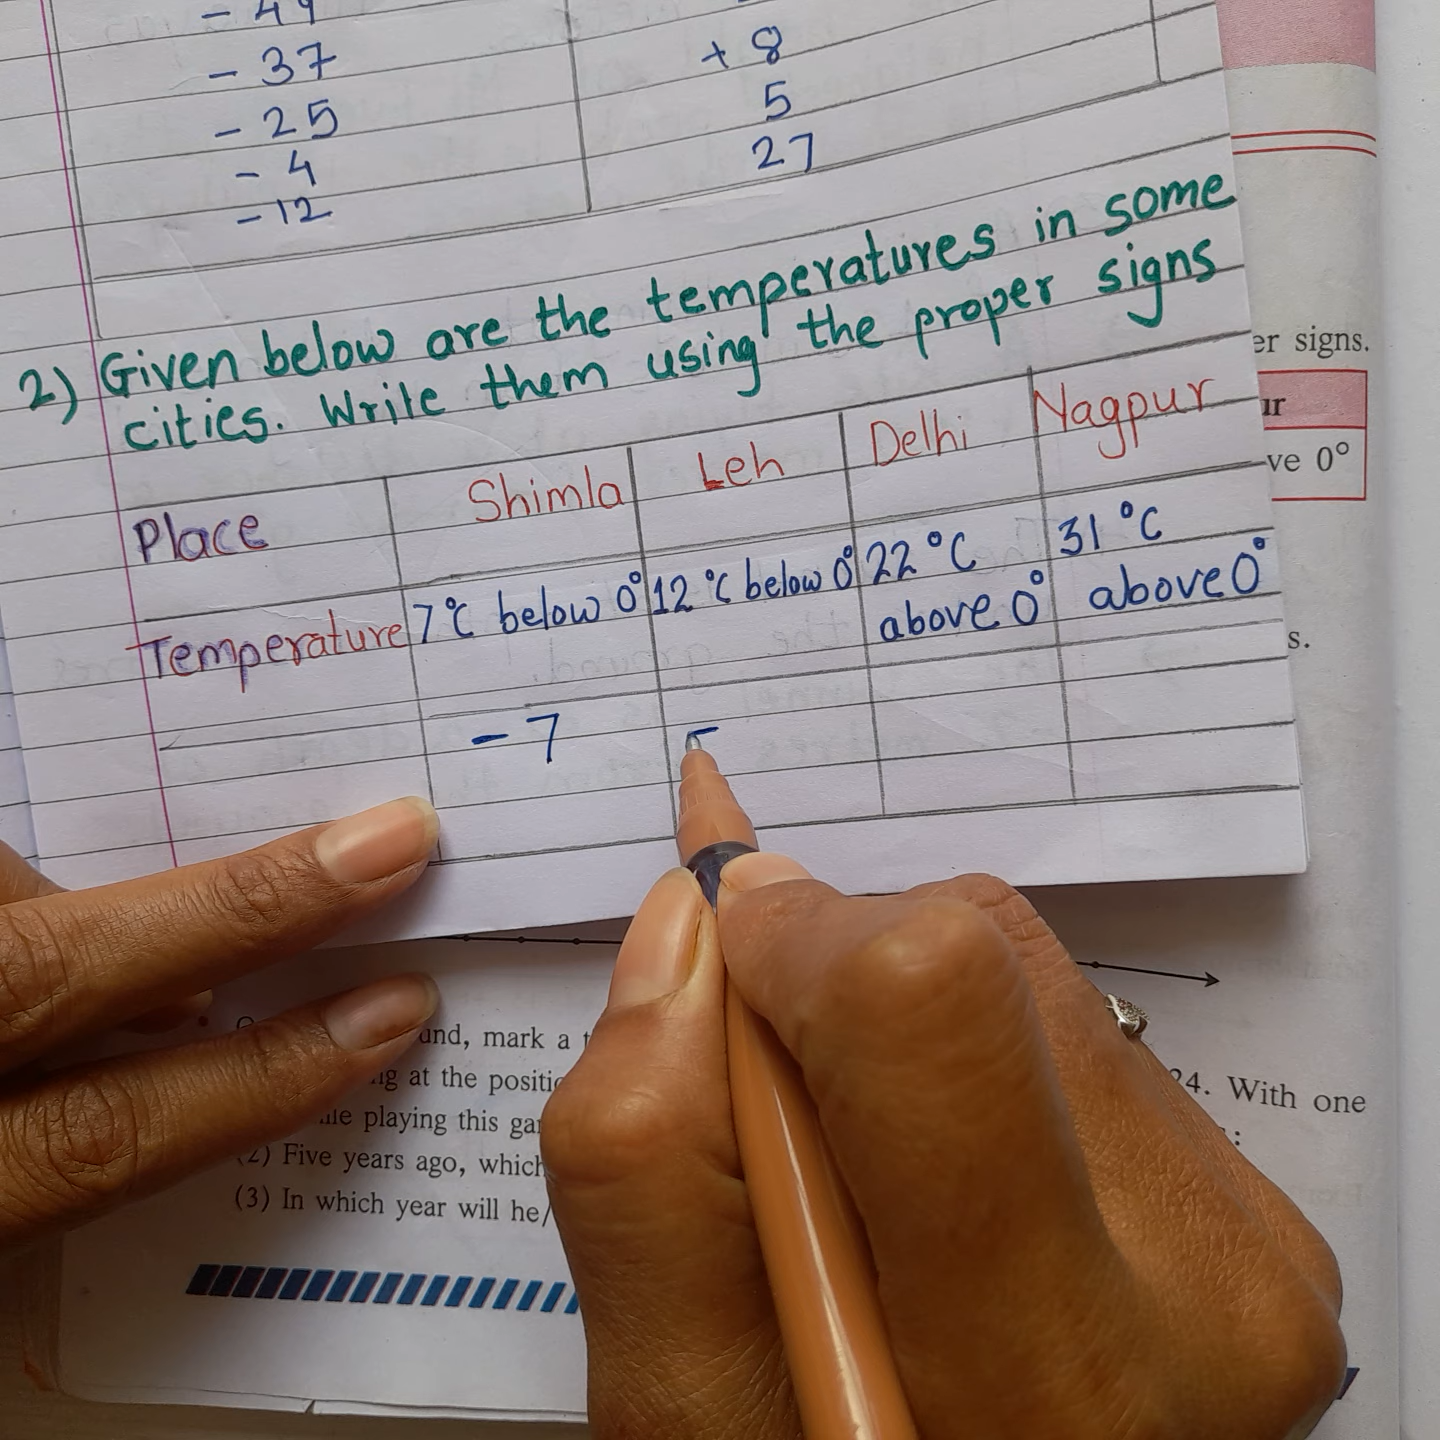 - 37
+ 8
- 25
5
- 4
27
-12
2) Given below are the temperatures in some
cities. Write them using the proper signs
Place Shimla Leh Delhi Nagpur
Temperature 7°C below 0° 12 °C below 0° 22 °C above 0° 31 °C above 0°
- 7 -
er signs.
ur
ve 0°
s.
und, mark a
ng at the
playing this
24. With one
:
(2) Five years ago, which
(3) In which year will he/